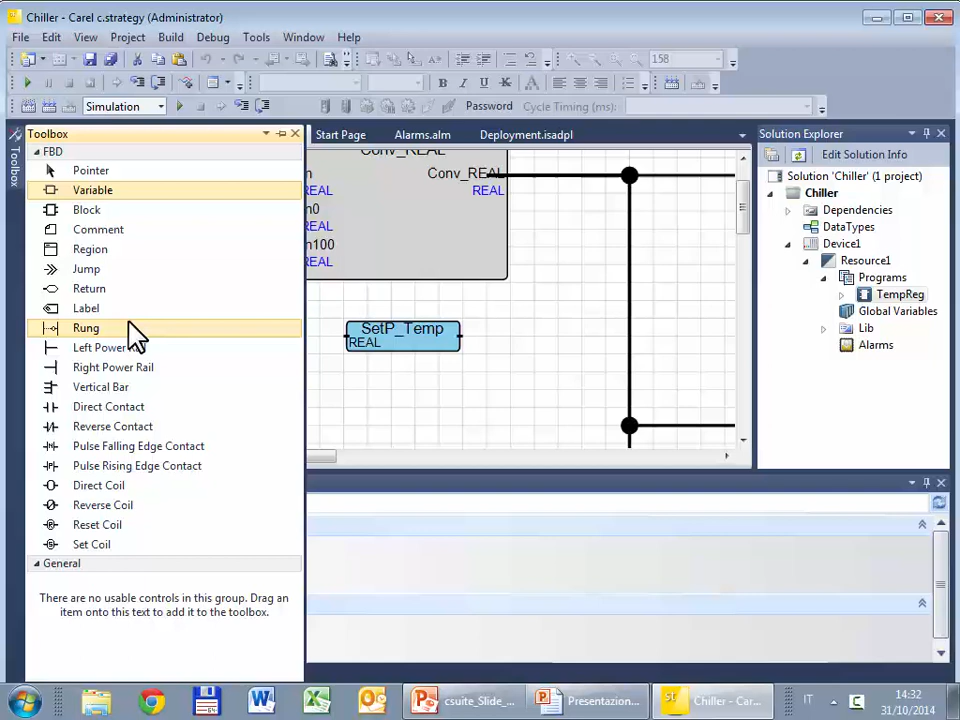 Chiller - Carel c.strategy (Administrator)
File Edit View Project Build Debug Tools Window Help
158
Simulation Password Cycle Timing (ms):
Toolbox Start Page Alarms.alm Deployment.isadpl Solution Explorer
Toolbox
FBD
Pointer
Variable
Block
Comment
Region
Jump
Return
Label
Rung
Left Power
Right Power Rail
Vertical Bar
Direct Contact
Reverse Contact
Pulse Falling Edge Contact
Pulse Rising Edge Contact
Direct Coil
Reverse Coil
Reset Coil
Set Coil
General
There are no usable controls in this group. Drag an
item onto this text to add it to the toolbox.
Conv_REAL
Conv_REAL
REAL REAL
n0
REAL
n100
REAL
SetP_Temp
REAL
Edit Solution Info
Solution 'Chiller' (1 project)
Chiller
Dependencies
DataTypes
Device1
Resource1
Programs
TempReg
Global Variables
Lib
Alarms
csuite_Slide_... Presentazion... Chiller - Care... IT 14:32
31/10/2014